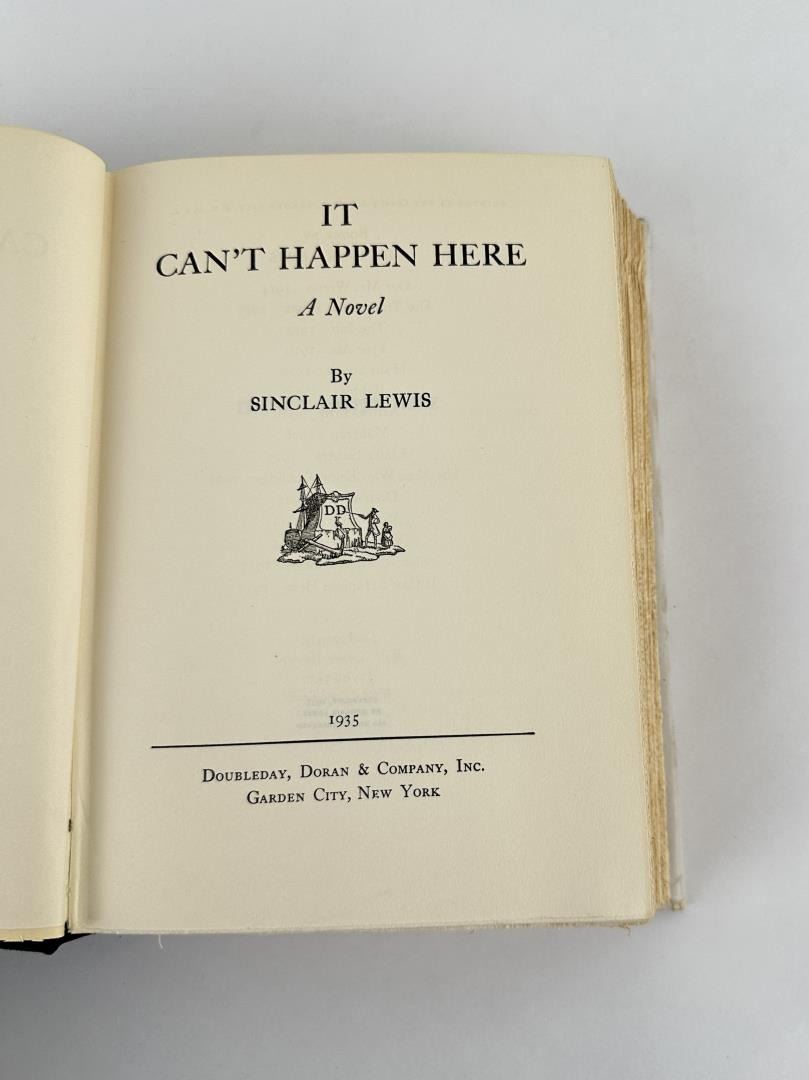 IT
CAN'T HAPPEN HERE
A Novel
By
SINCLAIR LEWIS
DD
1935
DOUBLEDAY, DORAN & COMPANY, INC.
GARDEN CITY, NEW YORK